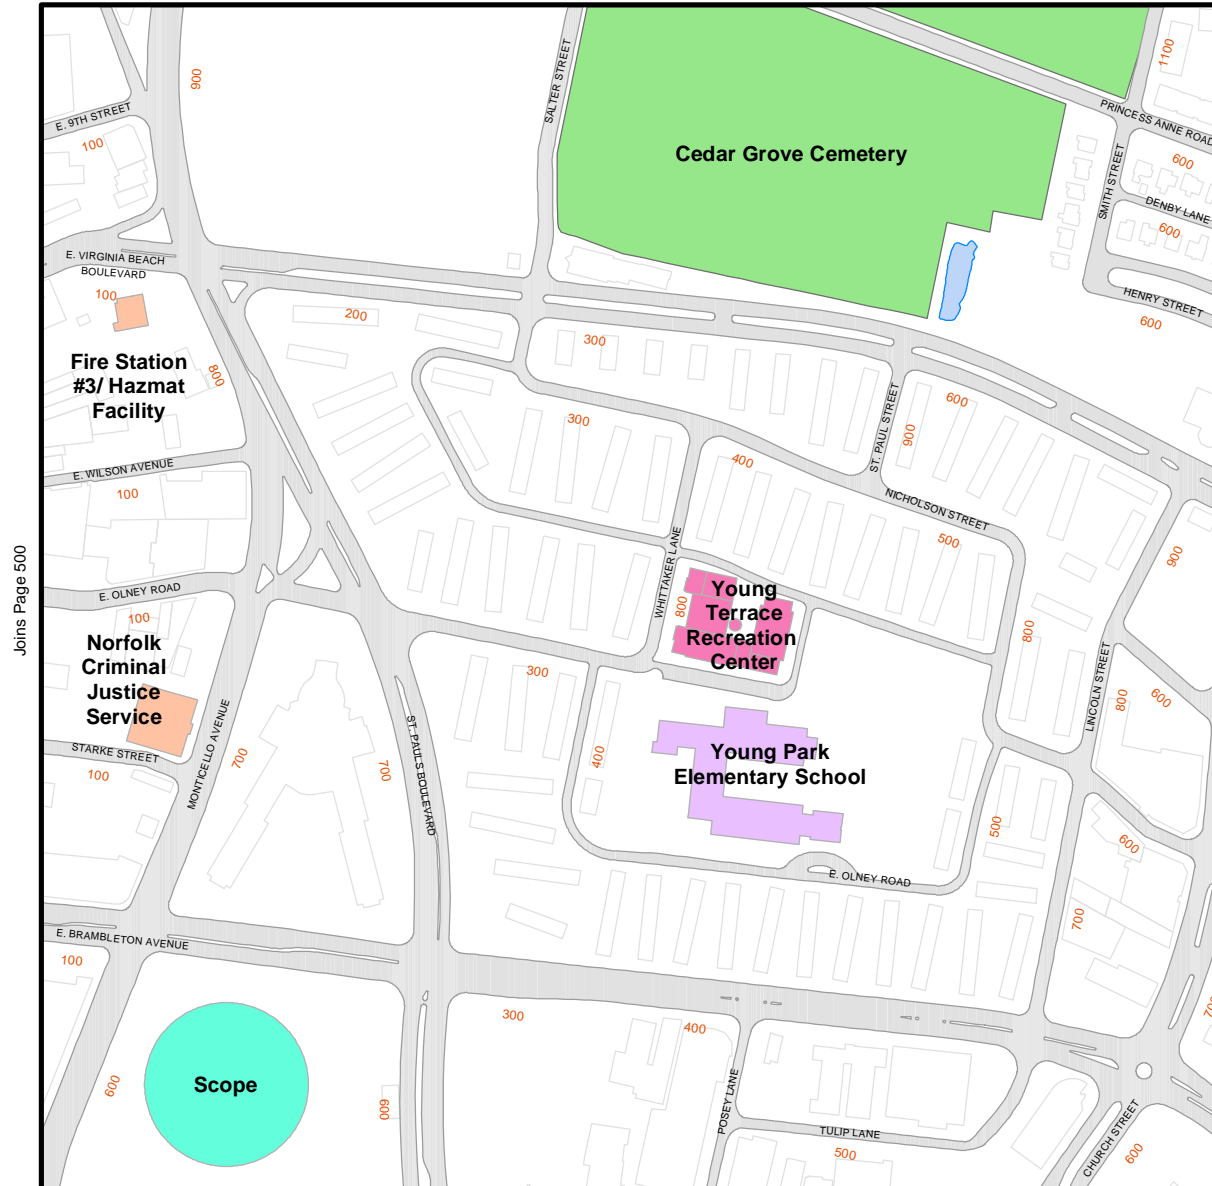 900
SALTER STREET
1100
E. 9TH STREET
100
PRINCESS ANNE ROAD
Cedar Grove Cemetery
600
SMITH STREET
DENBY LANE
600
E. VIRGINIA BEACH
BOULEVARD
100
HENRY STREET
600
200
300
Fire Station
#3/ Hazmat
Facility
800
ST. PAUL STREET
600
300
900
400
E. WILSON AVENUE
100
NICHOLSON STREET
500
900
WHITTAKER LANE
Joins Page 500
E. OLNEY ROAD
100
800
Young
Terrace
Recreation
Center
800
Norfolk
Criminal
Justice
Service
300
LINCOLN STREET
800
600
STARKE STREET
100
MONTICELLO AVENUE
700
700
ST. PAULS BOULEVARD
400
Young Park
Elementary School
500
600
E. OLNEY ROAD
700
E. BRAMBLETON AVENUE
100
300
400
700
Scope
600
600
POSEY LANE
TULIP LANE
500
CHURCH STREET
600